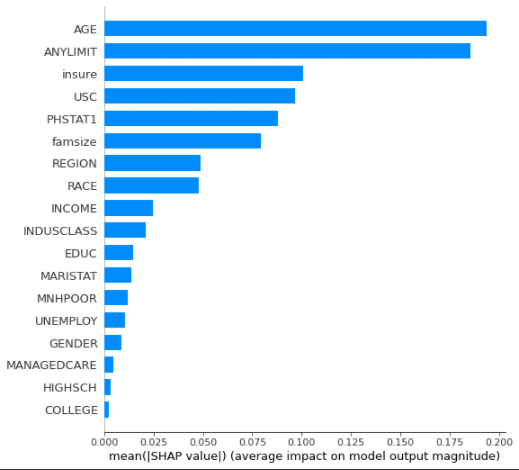 AGE
ANYLIMIT
insure
USC
PHSTAT1
famsize
REGION
RACE
INCOME
INDUSCLASS
EDUC
MARISTAT
MNHPOOR
UNEMPLOY
GENDER
MANAGEDCARE
HIGHSCH
COLLEGE
0.000 0.025 0.050 0.075 0.100 0.125 0.150 0.175 0.200
mean(|SHAP value|) (average impact on model output magnitude)